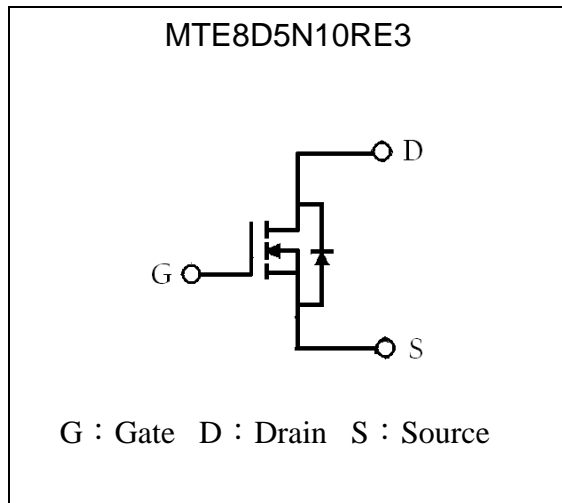 MTE8D5N10RE3
D
G
S
G：Gate D：Drain S：Source